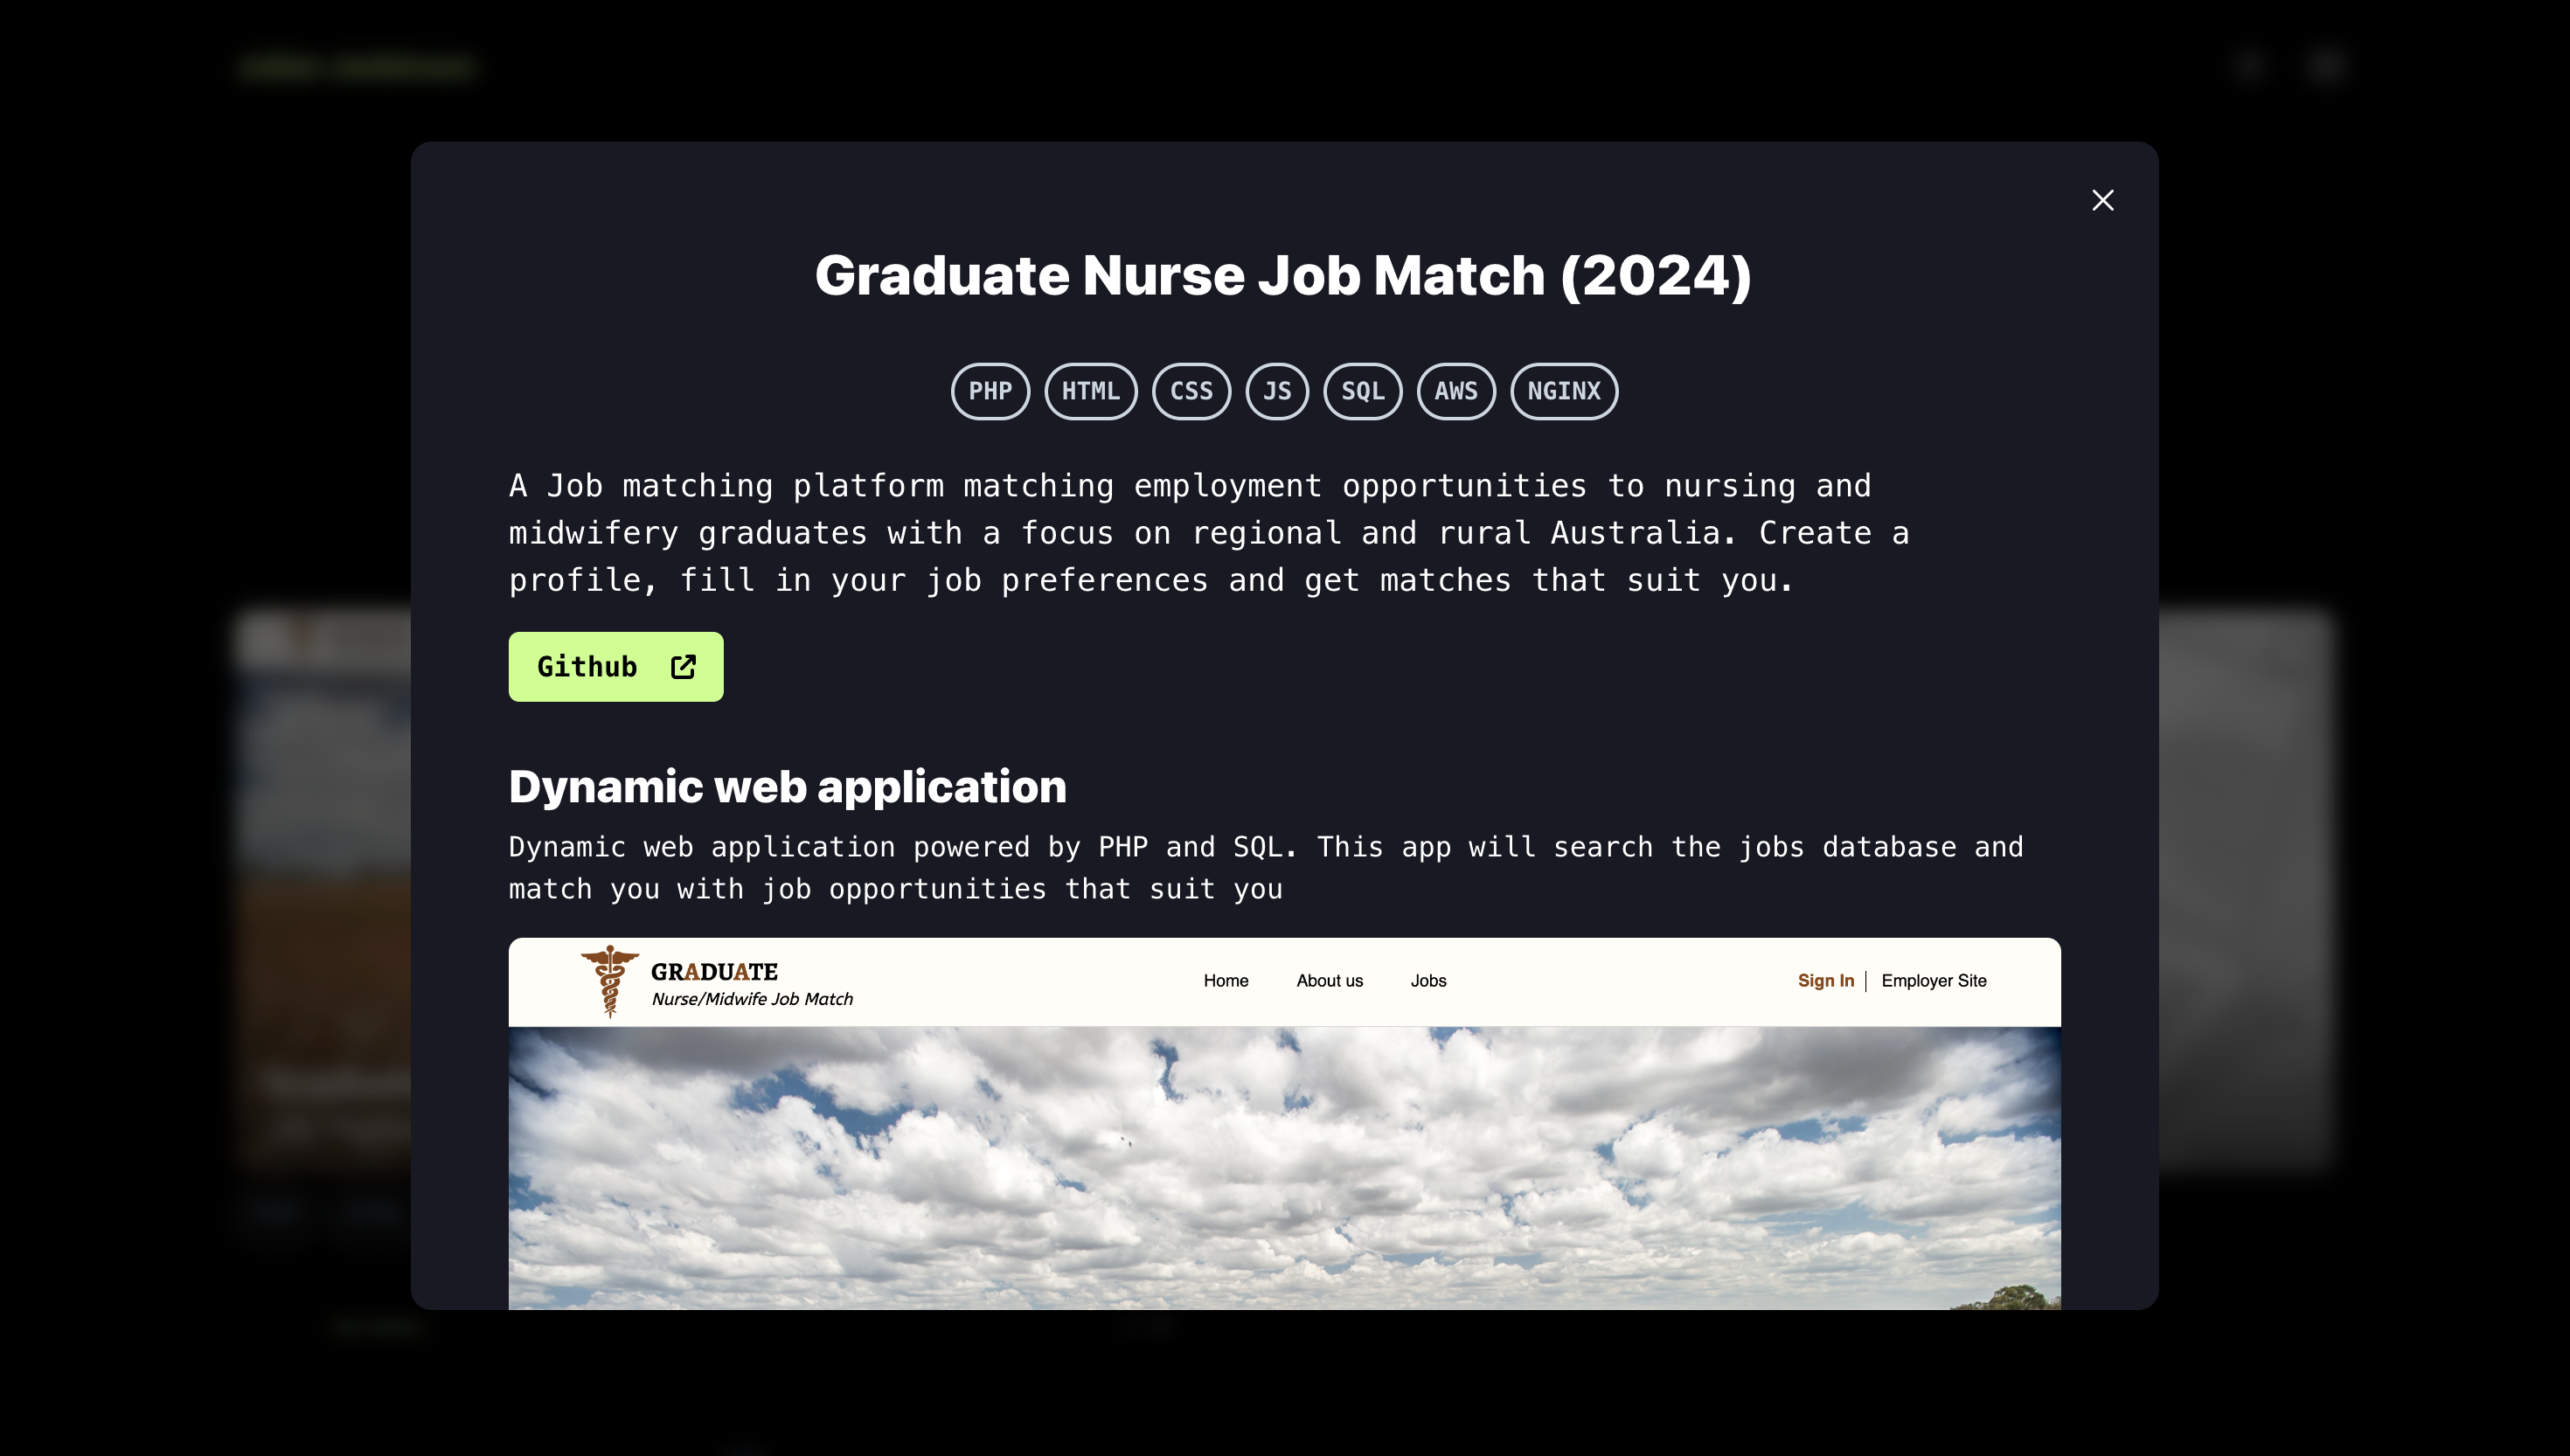 Graduate Nurse Job Match (2024)
PHP HTML CSS JS SQL AWS NGINX
A Job matching platform matching employment opportunities to nursing and
midwifery graduates with a focus on regional and rural Australia. Create a
profile, fill in your job preferences and get matches that suit you.
Github
Dynamic web application
Dynamic web application powered by PHP and SQL. This app will search the jobs database and
match you with job opportunities that suit you
GRADUATE
Nurse/Midwife Job Match
Home About us Jobs
Sign In | Employer Site